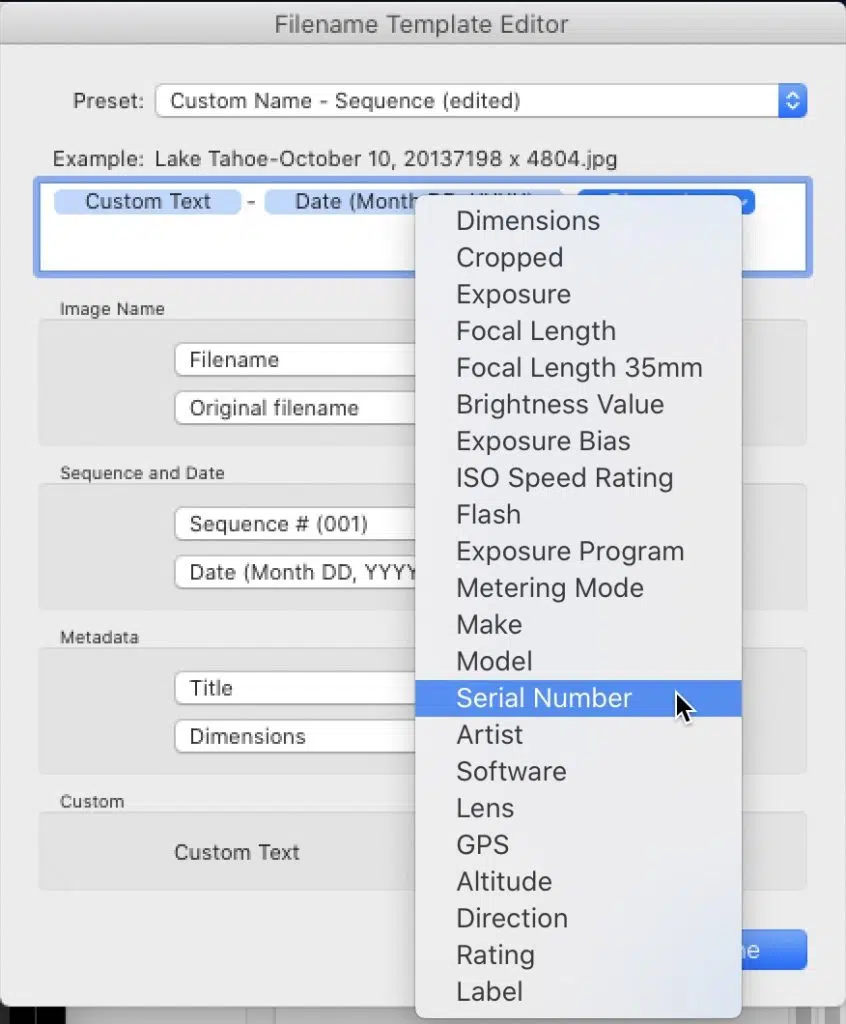 Filename Template Editor
Preset: Custom Name - Sequence (edited)
Example: Lake Tahoe-October 10, 20137198 x 4804.jpg
Custom Text - Date (Month
Dimensions
Cropped
Image Name
Exposure
Focal Length
Filename
Focal Length 35mm
Original filename
Brightness Value
Exposure Bias
Sequence and Date
ISO Speed Rating
Sequence # (001)
Flash
Exposure Program
Date (Month DD, YYYY
Metering Mode
Metadata
Make
Model
Title
Serial Number
Dimensions
Artist
Software
Custom
Lens
Custom Text
GPS
Altitude
Direction
Rating
Label